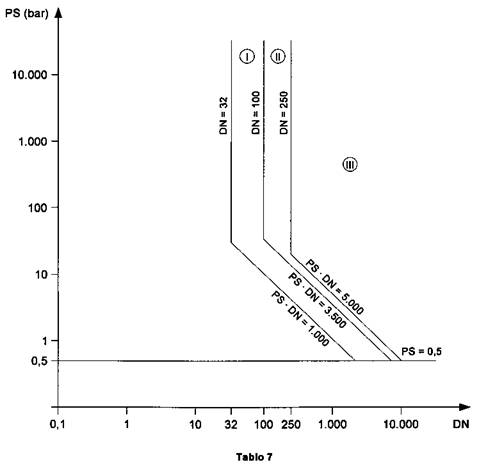 PS (bar)
10.000
1.000
100
10
1
0,5
I
II
III
DN = 32
DN = 100
DN = 250
PS · DN = 1.000
PS · DN = 3.500
PS · DN = 5.000
PS = 0,5
0,1 1 10 32 100 250 1.000 10.000 DN
Tablo 7